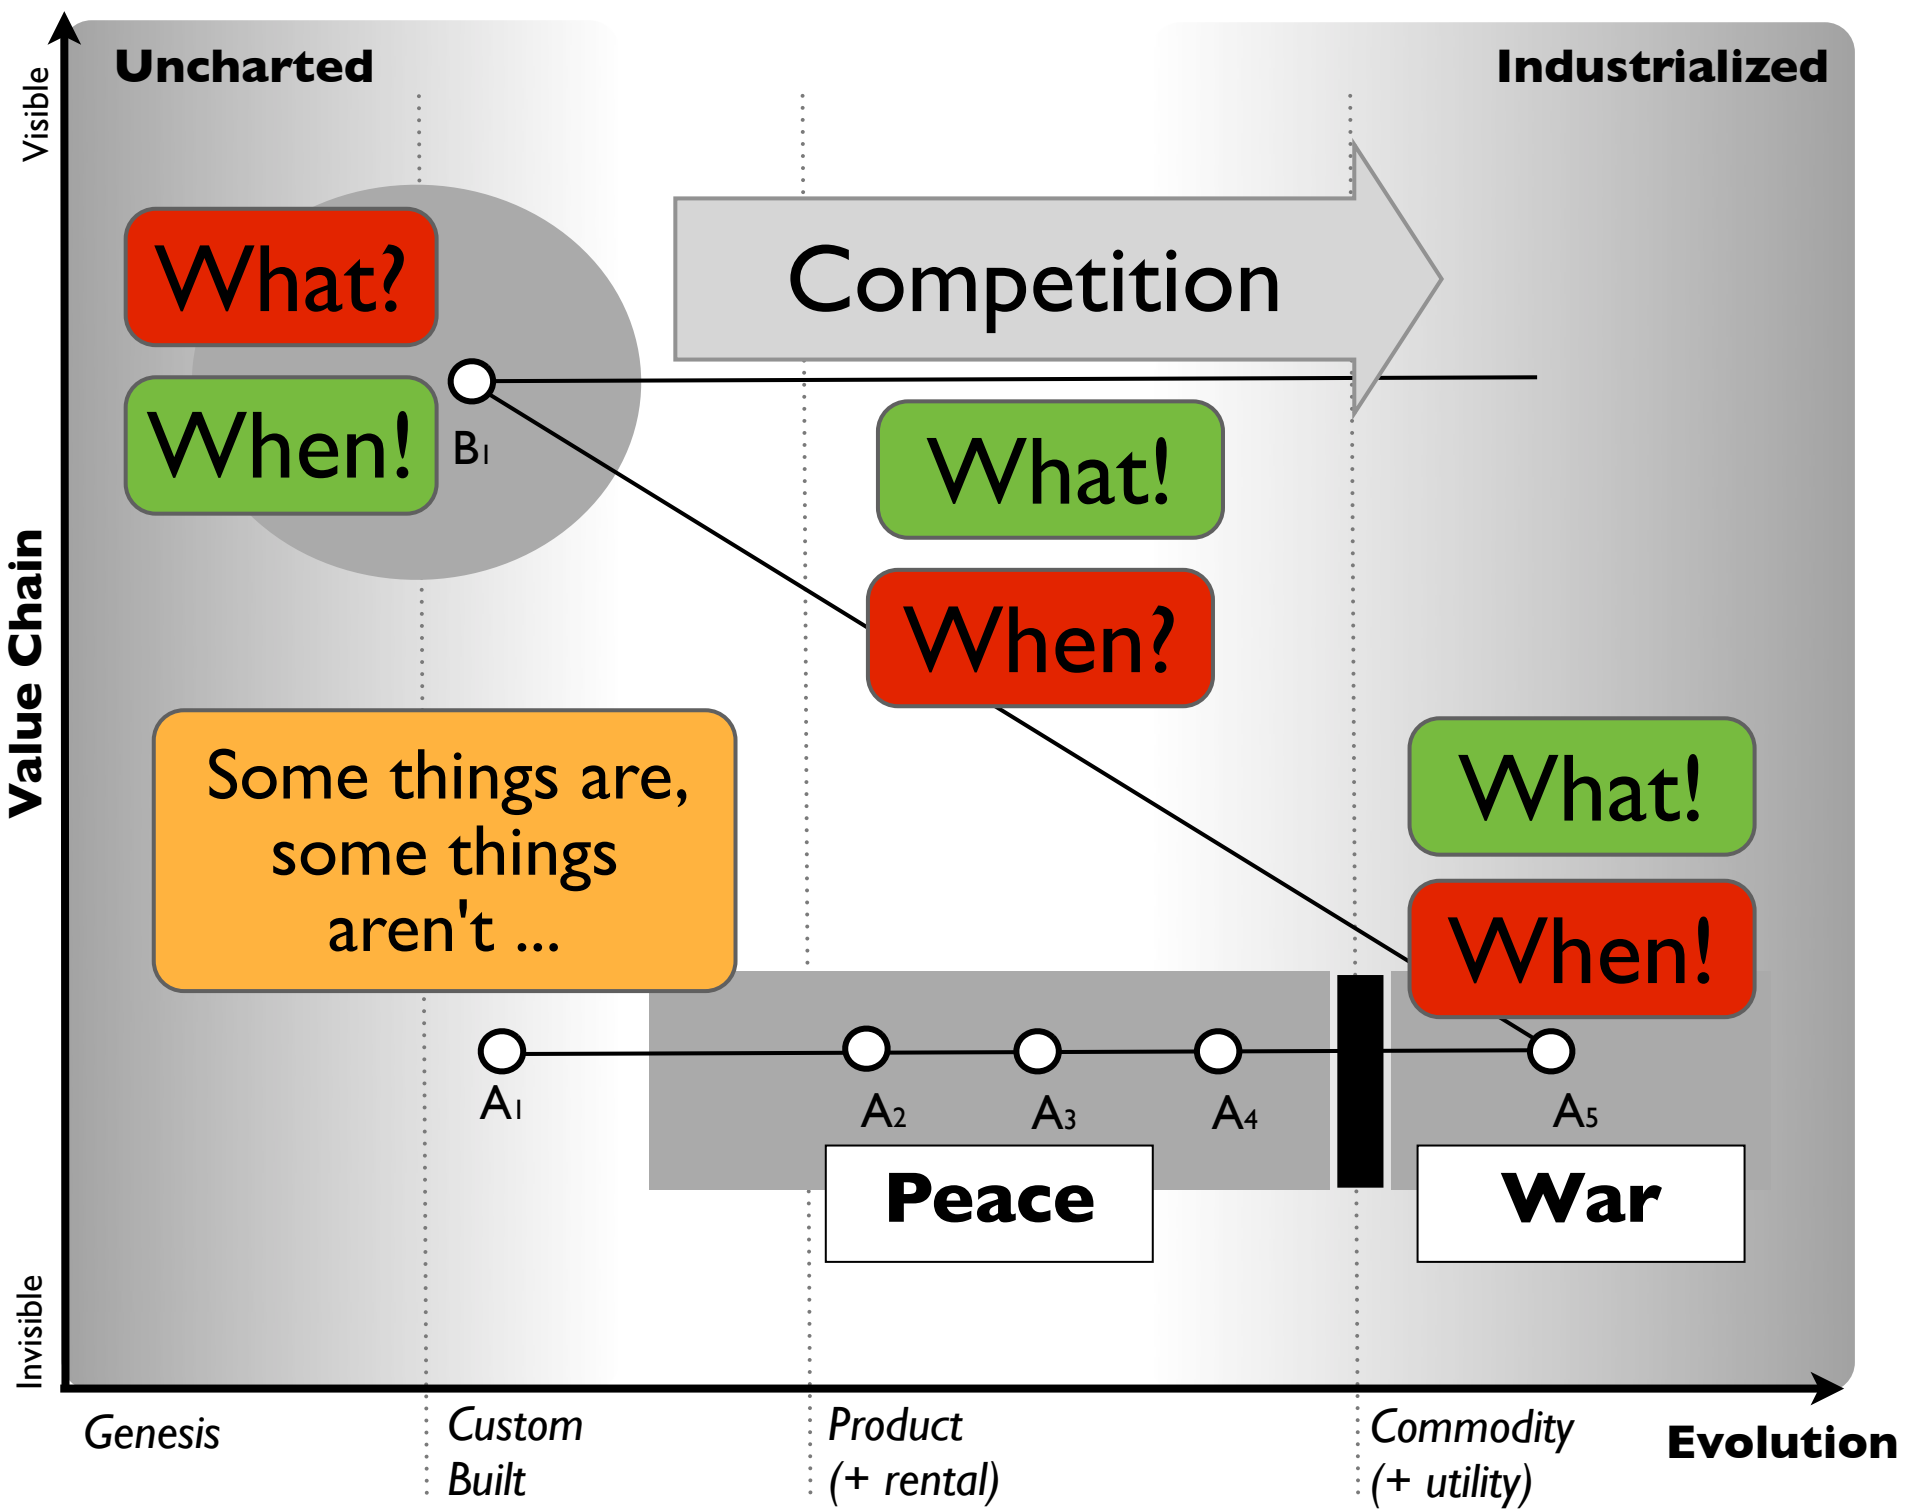 Uncharted
Industrialized
Visible
What?
Competition
When!
B1
What!
When?
Value Chain
Some things are,
some things
aren't ...
What!
When!
A1
A2
A3
A4
A5
Peace
War
Invisible
Genesis
Custom
Built
Product
(+ rental)
Commodity
(+ utility)
Evolution